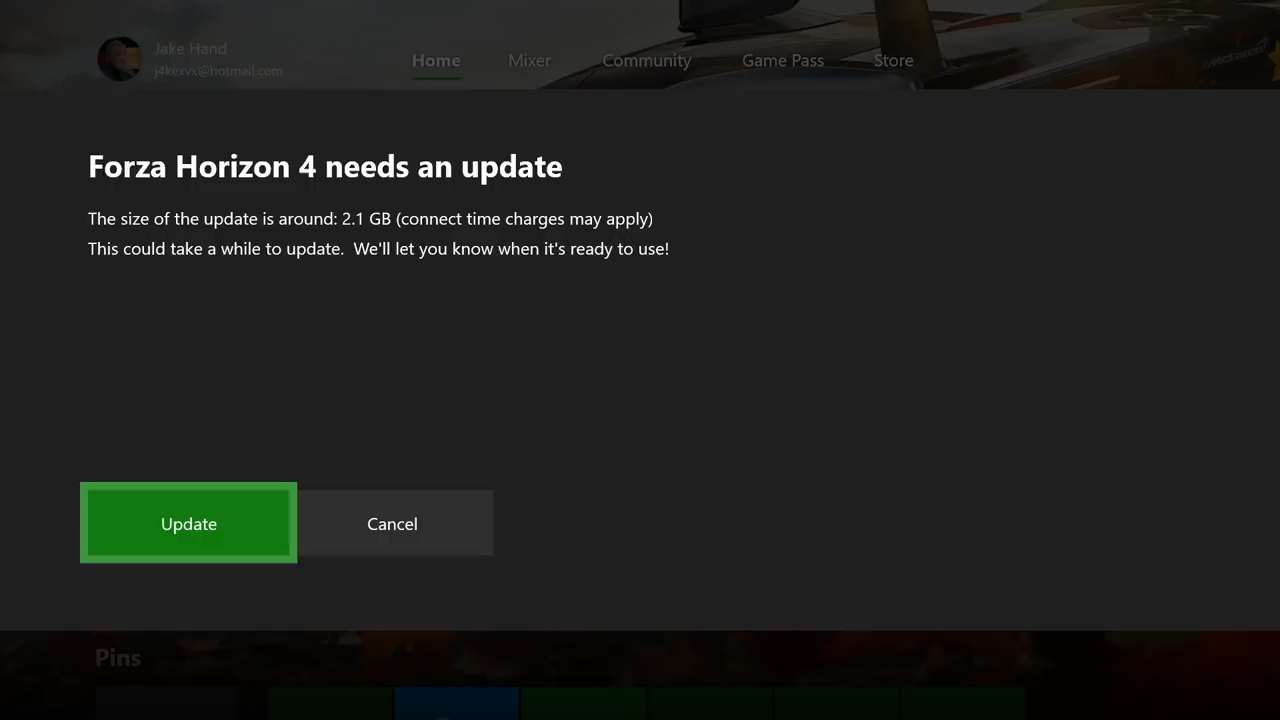 Jake Hand
j4kexvx@hotmail.com
Home
Mixer
Community
Game Pass
Store
Forza Horizon 4 needs an update
The size of the update is around: 2.1 GB (connect time charges may apply)
This could take a while to update.  We'll let you know when it's ready to use!
Update
Cancel
Pins